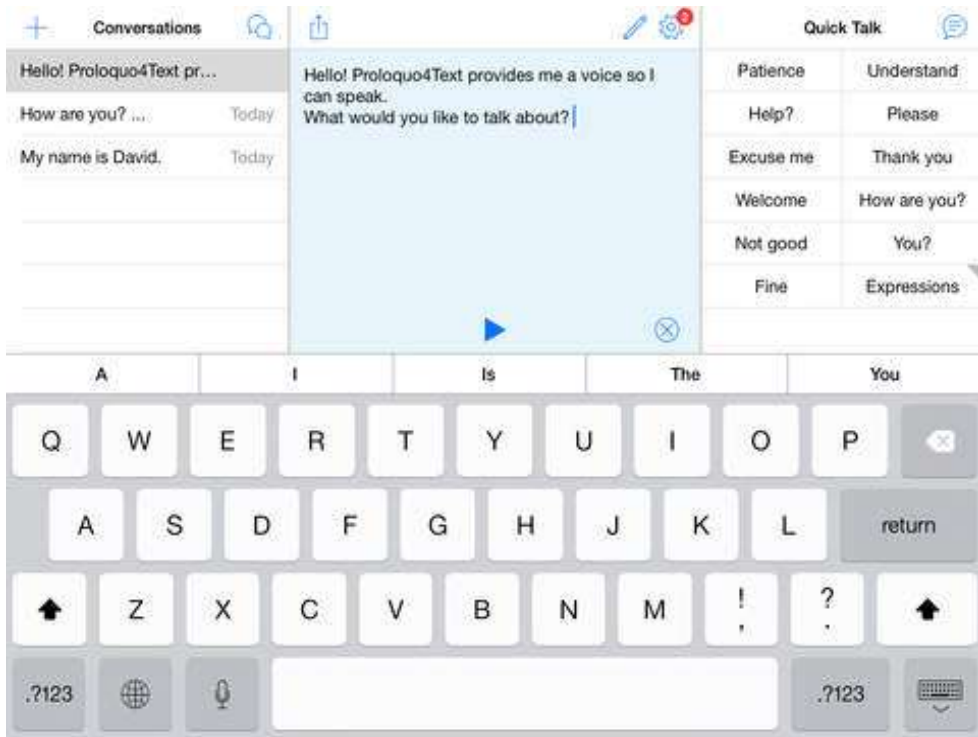 Conversations
Hello! Proloquo4Text pr...
How are you? ... Today
My name is David. Today
2
Hello! Proloquo4Text provides me a voice so I
can speak.
What would you like to talk about?
Quick Talk
Patience Understand
Help? Please
Excuse me Thank you
Welcome How are you?
Not good You?
Fine Expressions
A I Is The You
Q W E R T Y U I O P
A S D F G H J K L return
Z X C V B N M ! , ? .
.?123 .?123